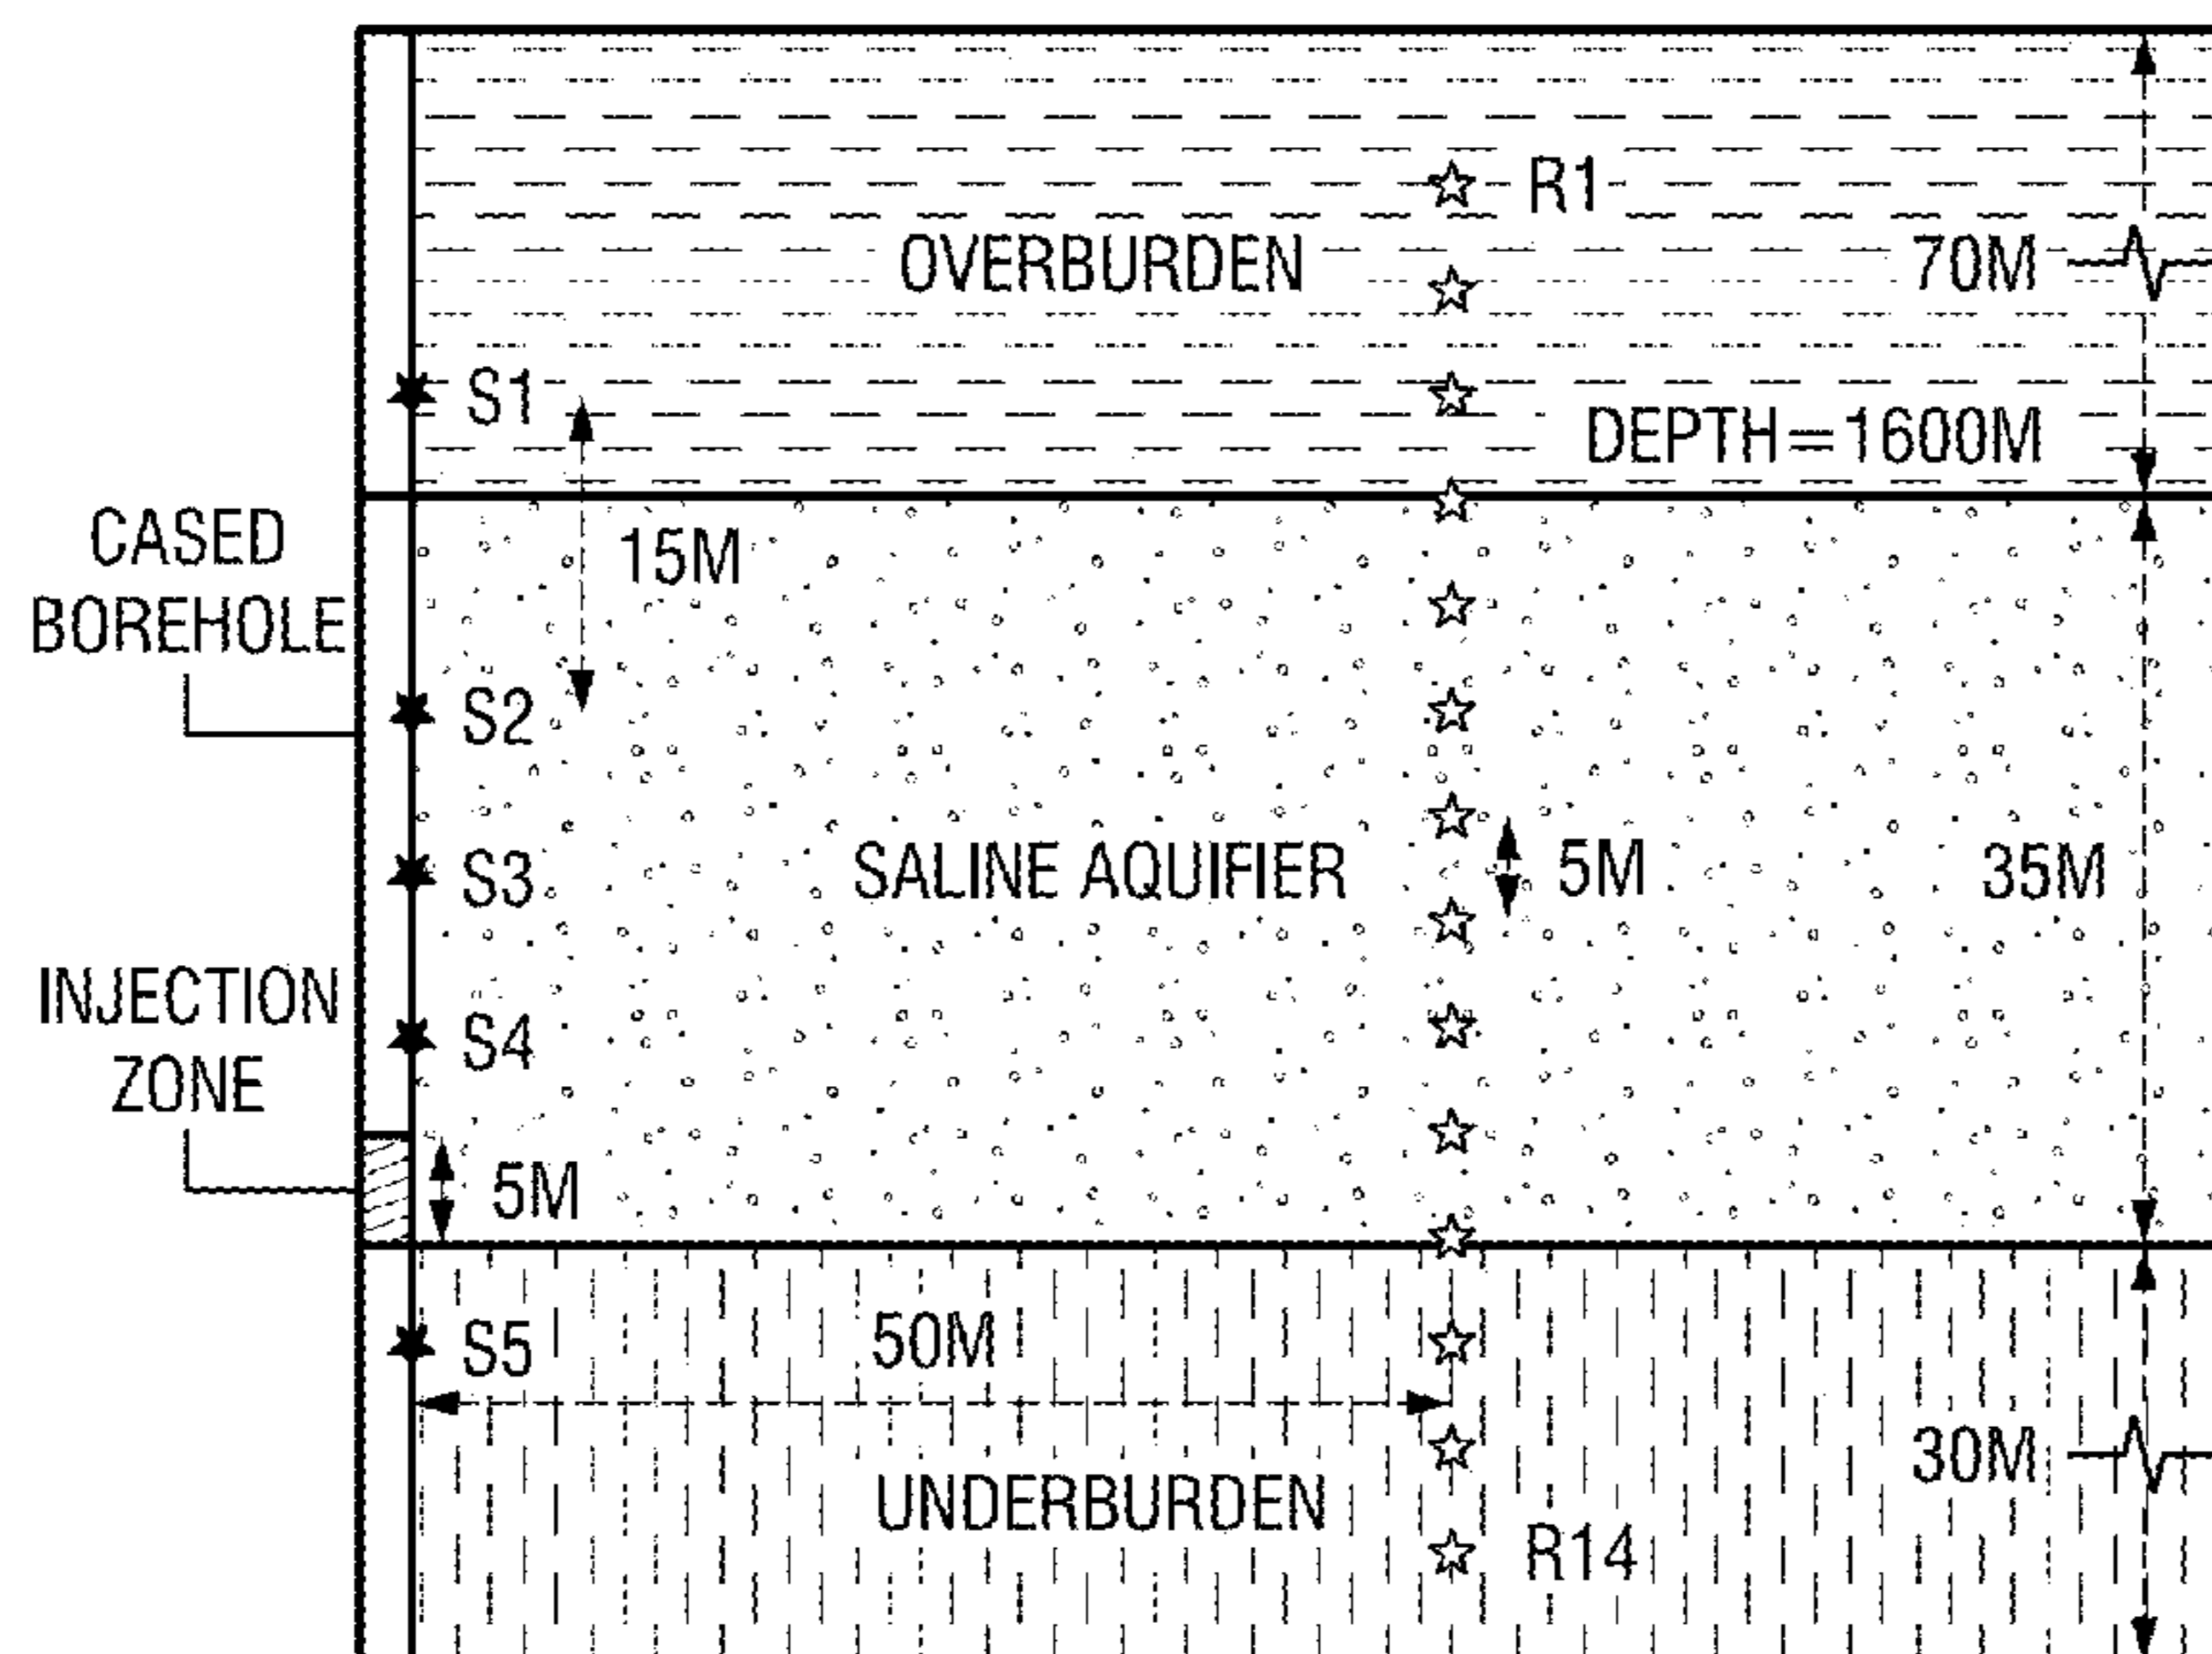 R1
OVERBURDEN
70M
S1
DEPTH=1600M
CASED
BOREHOLE
15M
S2
S3
SALINE AQUIFIER
5M
35M
INJECTION
ZONE
S4
5M
S5
50M
UNDERBURDEN
30M
R14